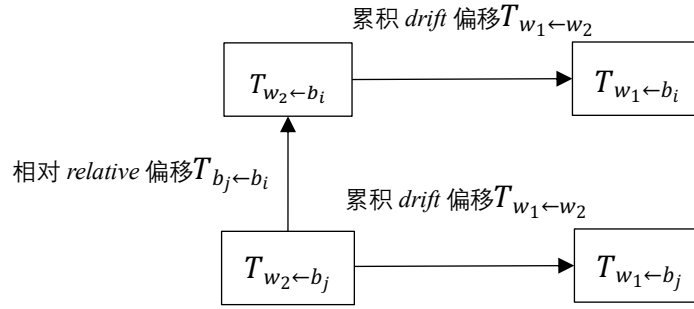 累积 drift 偏移T_{w_1←w_2}
T_{w_2←b_i}
T_{w_1←b_i}
相对 relative 偏移T_{b_j←b_i}
累积 drift 偏移T_{w_1←w_2}
T_{w_2←b_j}
T_{w_1←b_j}